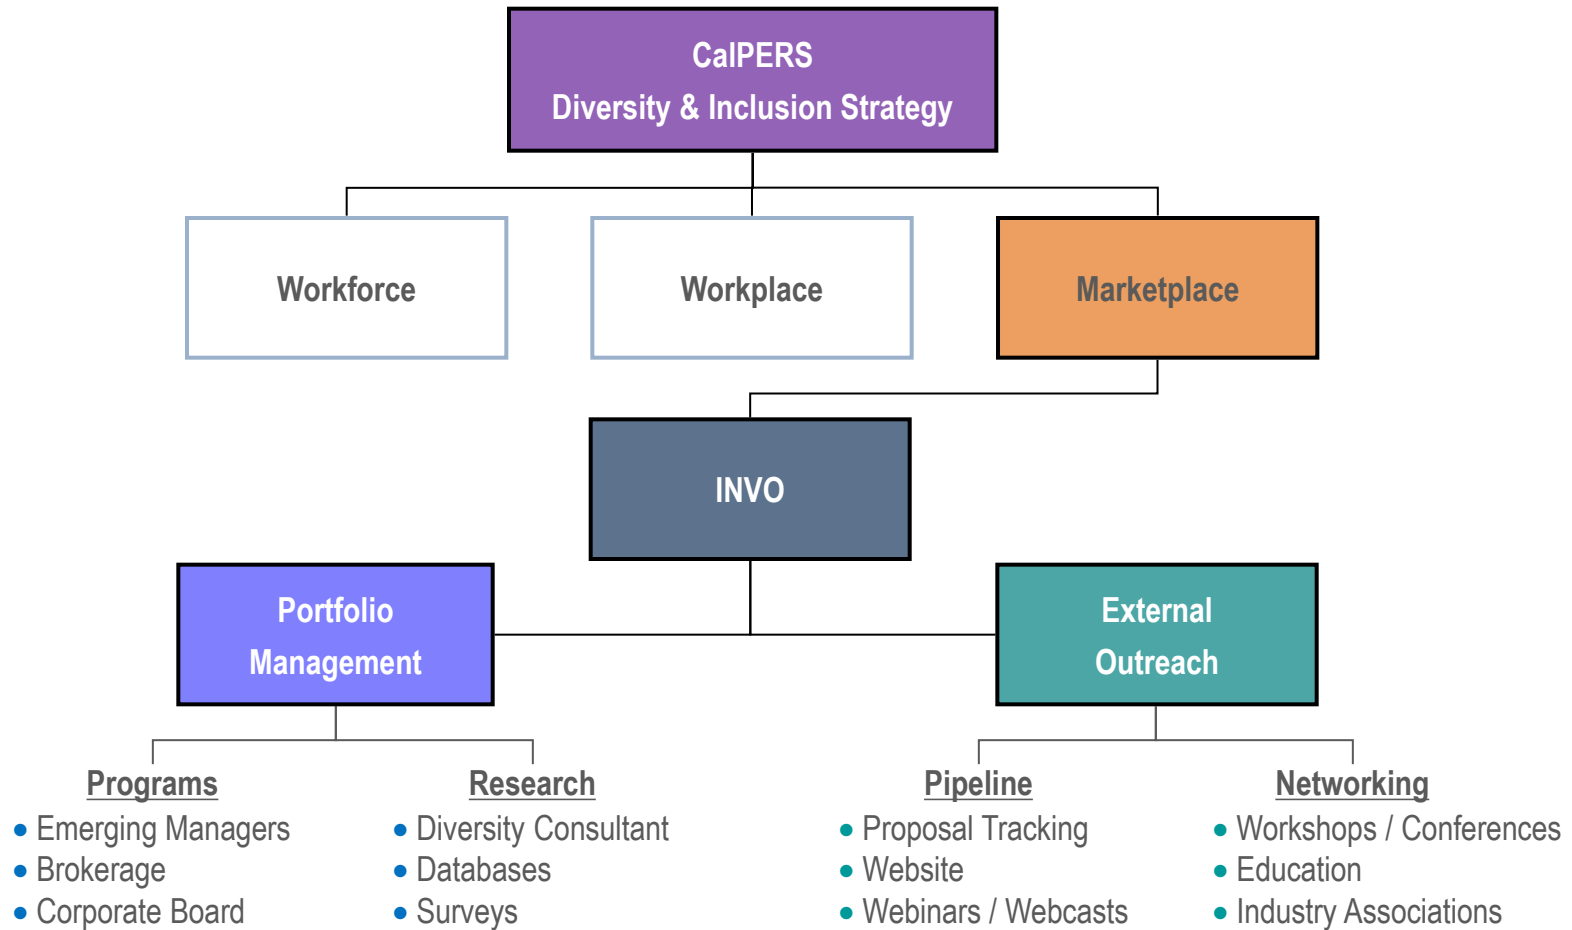 CalPERS
Diversity & Inclusion Strategy
Workforce
Workplace
Marketplace
INVO
Portfolio
Management
External
Outreach
Programs
• Emerging Managers
• Brokerage
• Corporate Board
Research
• Diversity Consultant
• Databases
• Surveys
Pipeline
• Proposal Tracking
• Website
• Webinars / Webcasts
Networking
• Workshops / Conferences
• Education
• Industry Associations